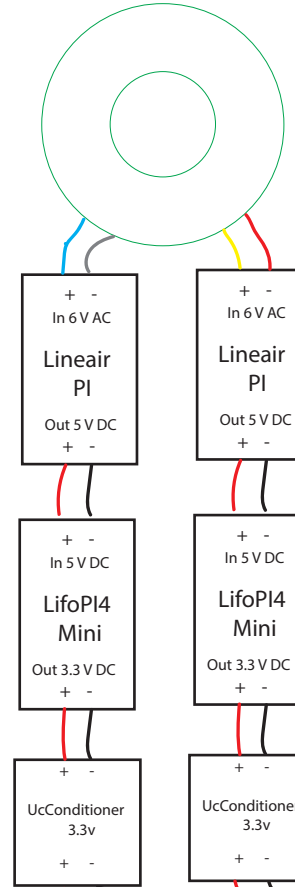 + -
In 6 V AC
Lineair
PI
Out 5 V DC
+ -
+ -
In 5 V DC
LifoPI4
Mini
Out 3.3 V DC
+ -
+ -
UcConditioner
3.3v
+ -
+ -
In 6 V AC
Lineair
PI
Out 5 V DC
+ -
+ -
In 5 V DC
LifoPI4
Mini
Out 3.3 V DC
+ -
+ -
UcConditioner
3.3v
+ -